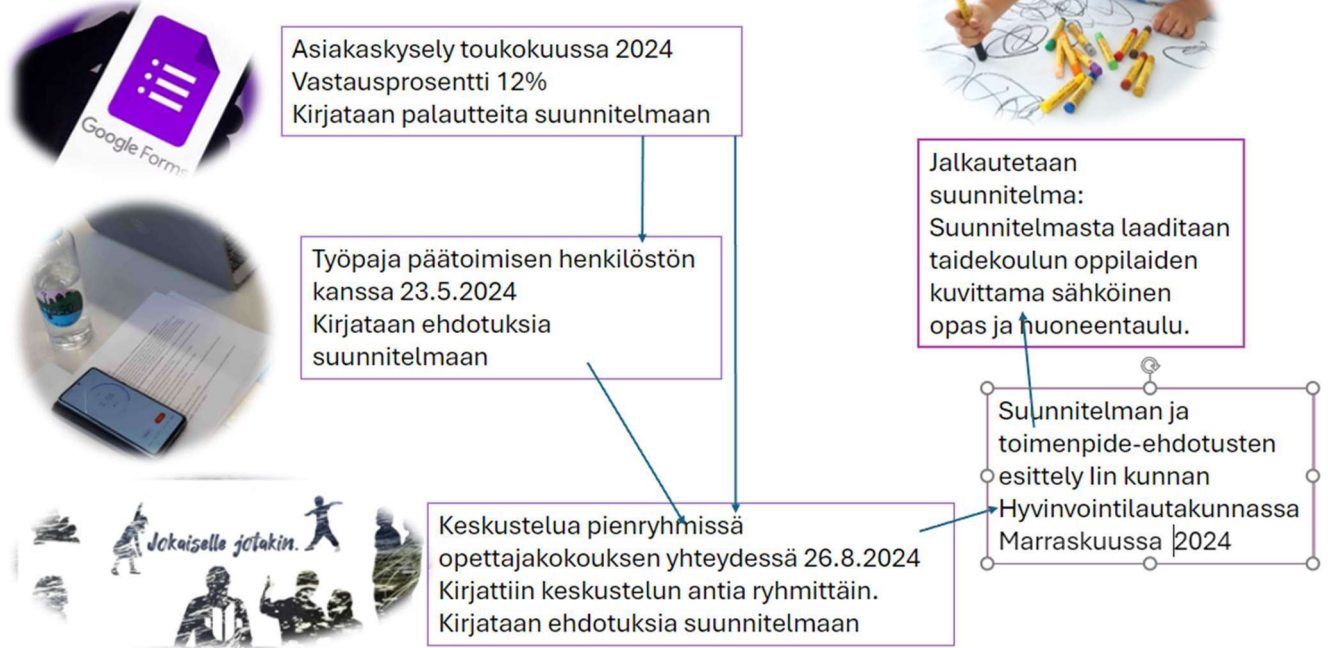 Google Forms
Asiakaskysely toukokuussa 2024
Vastausprosentti 12%
Kirjataan palautteita suunnitelmaan
Työpaja päätoimisen henkilöstön
kanssa 23.5.2024
Kirjataan ehdotuksia
suunnitelmaan
Jokaiselle jotakin.
Keskustelua pienryhmissä
opettajakokouksen yhteydessä 26.8.2024
Kirjattiin keskustelun antia ryhmittäin.
Kirjataan ehdotuksia suunnitelmaan
Suunnitelman ja
toimenpide-ehdotusten
esittely Iin kunnan
Hyvinvointilautakunnassa
Marraskuussa 2024
Jalkautetaan
suunnitelma:
Suunnitelmasta laaditaan
taidekoulun oppilaiden
kuvittama sähköinen
opas ja huoneentaulu.